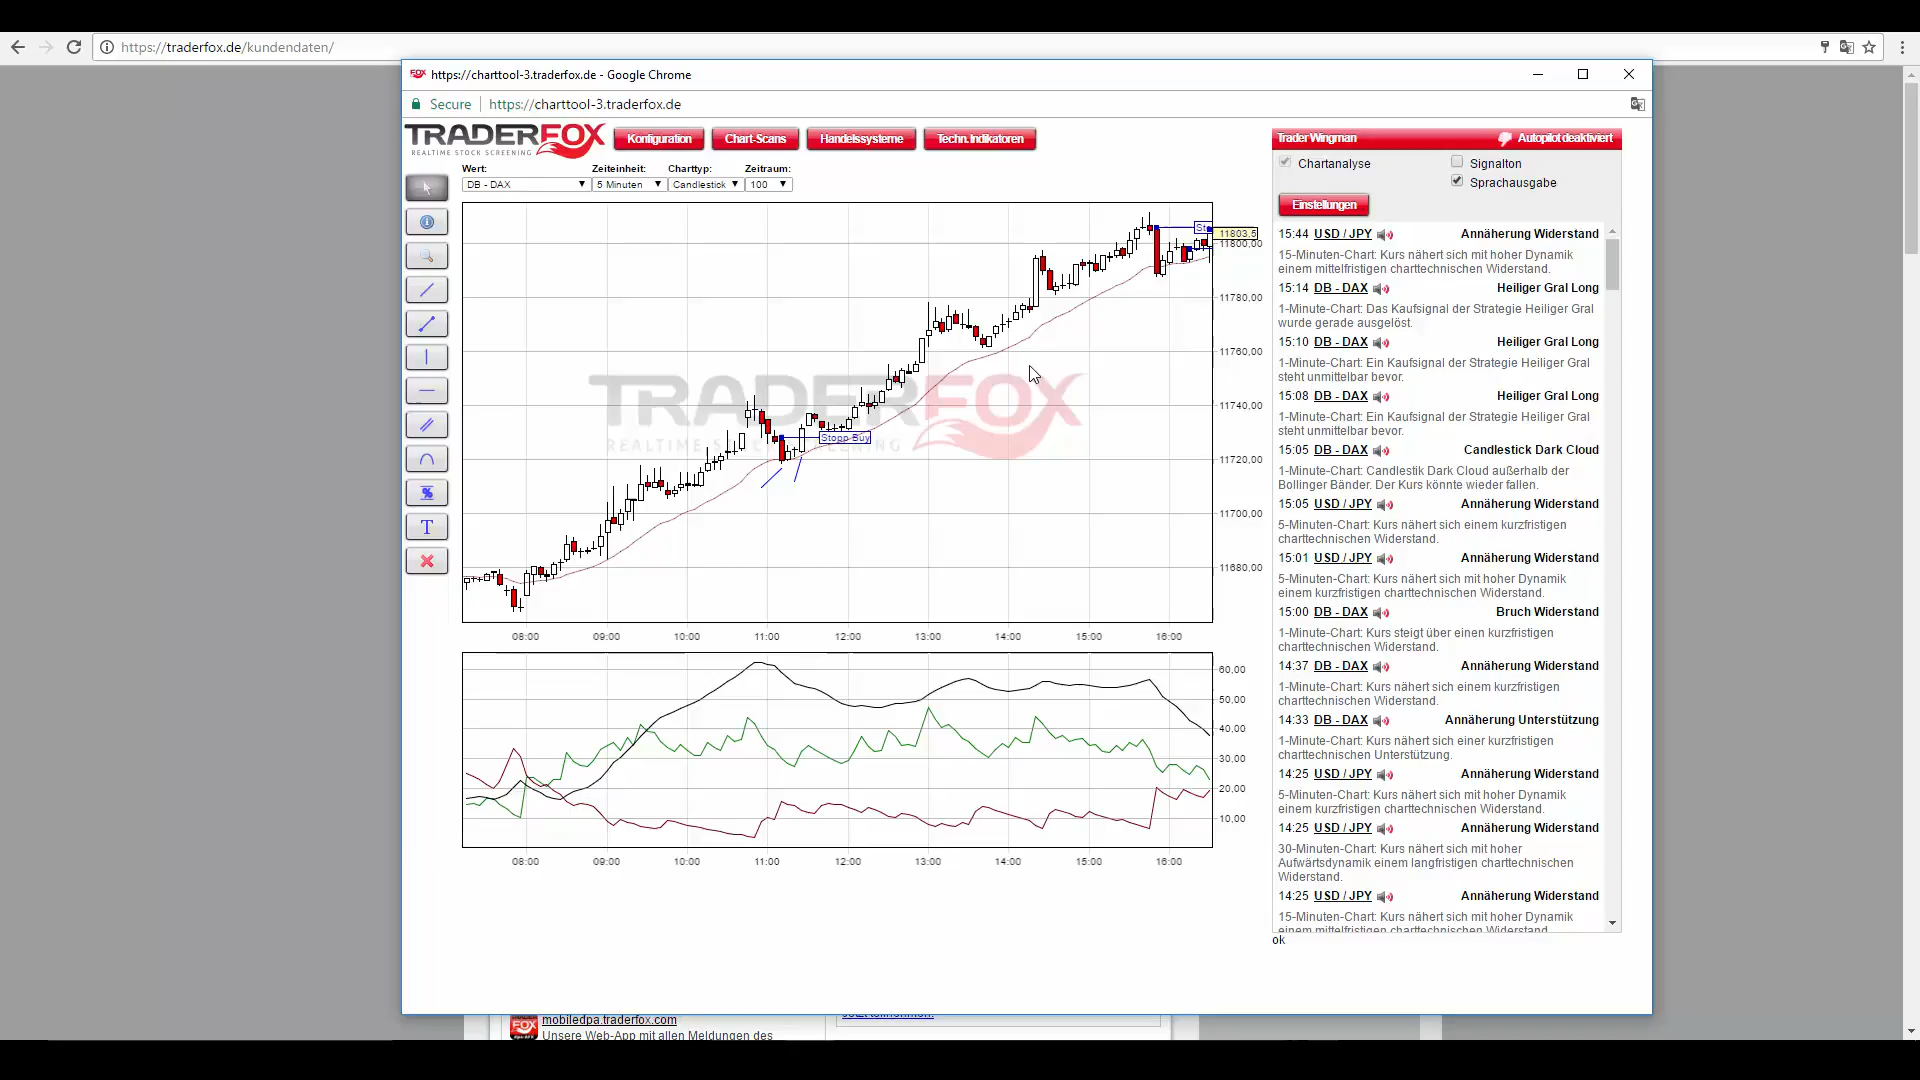 https://traderfox.de/kundendaten/
https://charttool-3.traderfox.de - Google Chrome
Secure https://charttool-3.traderfox.de
TRADERFOX
REALTIME STOCK SCREENING
Konfiguration Chart-Scans Handelssysteme Techn. Indikatoren
Wert: Zeiteinheit: Charttyp: Zeitraum:
DB - DAX 5 Minuten Candlestick 100
T
%
11803,5
11800,00
11780,00
11760,00
11740,00
11720,00
11700,00
11680,00
TRADERFOX
REALTIME STOCK SCREENING
Stopp Buy
08:00 09:00 10:00 11:00 12:00 13:00 14:00 15:00 16:00
60,00
50,00
40,00
30,00
20,00
10,00
08:00 09:00 10:00 11:00 12:00 13:00 14:00 15:00 16:00
Trader Wingman Autopilot deaktiviert
Chartanalyse Signalton
Sprachausgabe
Einstellungen
15:44 USD / JPY Annäherung Widerstand
15-Minuten-Chart: Kurs nähert sich mit hoher Dynamik
einem mittelfristigen charttechnischen Widerstand.
15:14 DB - DAX Heiliger Gral Long
1-Minute-Chart: Das Kaufsignal der Strategie Heiliger Gral
wurde gerade ausgelöst.
15:10 DB - DAX Heiliger Gral Long
1-Minute-Chart: Ein Kaufsignal der Strategie Heiliger Gral
steht unmittelbar bevor.
15:08 DB - DAX Heiliger Gral Long
1-Minute-Chart: Ein Kaufsignal der Strategie Heiliger Gral
steht unmittelbar bevor.
15:05 DB - DAX Candlestick Dark Cloud
1-Minute-Chart: Candlestik Dark Cloud außerhalb der
Bollinger Bänder. Der Kurs könnte wieder fallen.
15:05 USD / JPY Annäherung Widerstand
5-Minuten-Chart: Kurs nähert sich einem kurzfristigen
charttechnischen Widerstand.
15:01 USD / JPY Annäherung Widerstand
5-Minuten-Chart: Kurs nähert sich mit hoher Dynamik
einem kurzfristigen charttechnischen Widerstand.
15:00 DB - DAX Bruch Widerstand
1-Minute-Chart: Kurs steigt über einen kurzfristigen
charttechnischen Widerstand.
14:37 DB - DAX Annäherung Widerstand
1-Minute-Chart: Kurs nähert sich einem kurzfristigen
charttechnischen Widerstand.
14:33 DB - DAX Annäherung Unterstützung
1-Minute-Chart: Kurs nähert sich einer kurzfristigen
charttechnischen Unterstützung.
14:25 USD / JPY Annäherung Widerstand
5-Minuten-Chart: Kurs nähert sich mit hoher Dynamik
einem kurzfristigen charttechnischen Widerstand.
14:25 USD / JPY Annäherung Widerstand
30-Minuten-Chart: Kurs nähert sich mit hoher
Aufwärtsdynamik einem langfristigen charttechnischen
Widerstand.
14:25 USD / JPY Annäherung Widerstand
15-Minuten-Chart: Kurs nähert sich mit hoher Dynamik
einem mittelfristigen charttechnischen Widerstand.
ok
mobiledpa.traderfox.com
Unsere Web-App mit allen Meldungen des